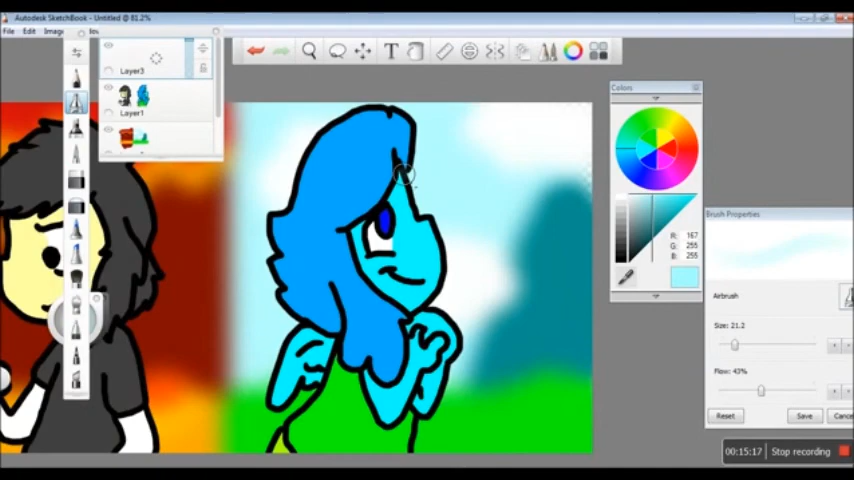 Autodesk SketchBook - Untitled @ 81.2%
File Edit
T
Layer3
Layer1
Colors
R: 167
G: 255
B: 255
Brush Properties
Airbrush
Size: 21.2
Flow: 43%
Reset Save
00:15:17 Stop recording